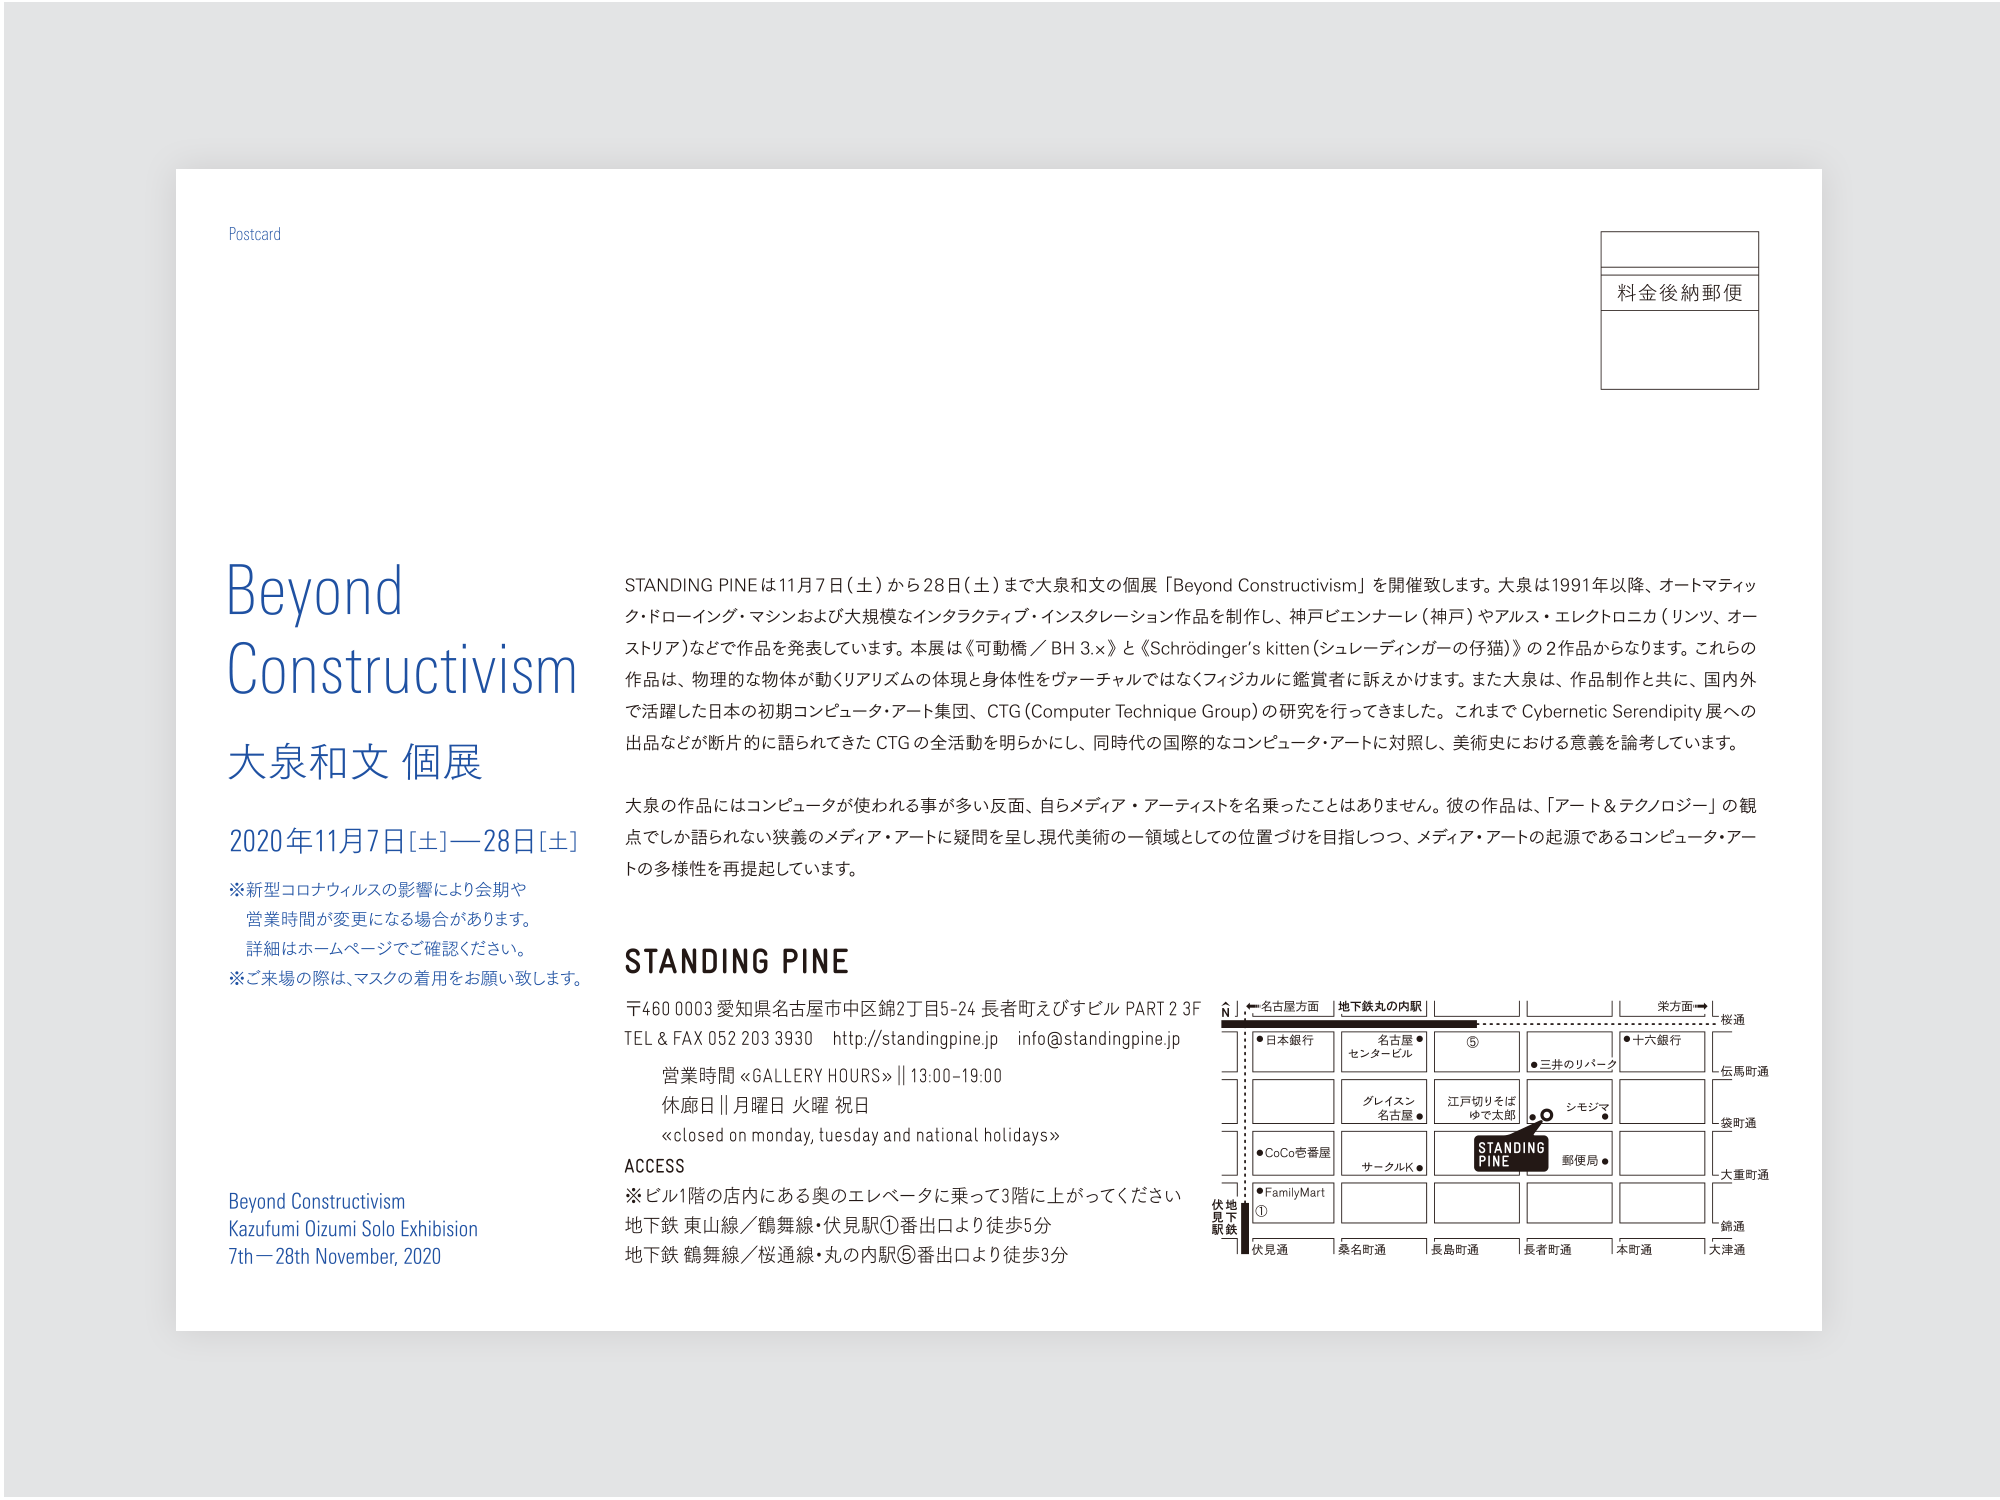 Postcard
料金後納郵便
Beyond
Constructivism
大泉和文 個展
2020年11月7日[土]—28日[土]
※新型コロナウィルスの影響により会期や
営業時間が変更になる場合があります。
詳細はホームページでご確認ください。
※ご来場の際は、マスクの着用をお願い致します。
Beyond Constructivism
Kazufumi Oizumi Solo Exhibision
7th—28th November, 2020
STANDING PINEは11月7日(土)から28日(土)まで大泉和文の個展「Beyond Constructivism」を開催致します。大泉は1991年以降、オートマティッ
ク・ドローイング・マシンおよび大規模なインタラクティブ・インスタレーション作品を制作し、神戸ビエンナーレ(神戸)やアルス・エレクトロニカ(リンツ、オー
ストリア)などで作品を発表しています。本展は《可動橋/BH 3.×》と《Schrödinger's kitten(シュレーディンガーの仔猫)》の2作品からなります。これらの
作品は、物理的な物体が動くリアリズムの体現と身体性をヴァーチャルではなくフィジカルに鑑賞者に訴えかけます。また大泉は、作品制作と共に、国内外
で活躍した日本の初期コンピュータ・アート集団、CTG(Computer Technique Group)の研究を行ってきました。これまで Cybernetic Serendipity 展への
出品などが断片的に語られてきた CTG の全活動を明らかにし、同時代の国際的なコンピュータ・アートに対照し、美術史における意義を論考しています。
大泉の作品にはコンピュータが使われる事が多い反面、自らメディア・アーティストを名乗ったことはありません。彼の作品は、「アート&テクノロジー」の観
点でしか語られない狭義のメディア・アートに疑問を呈し、現代美術の一領域としての位置づけを目指しつつ、メディア・アートの起源であるコンピュータ・アー
トの多様性を再提起しています。
STANDING PINE
〒460 0003 愛知県名古屋市中区錦2丁目5-24 長者町えびすビル PART 2 3F
TEL & FAX 052 203 3930 http://standingpine.jp info@standingpine.jp
営業時間 «GALLERY HOURS» || 13:00–19:00
休廊日 || 月曜日 火曜 祝日
«closed on monday, tuesday and national holidays»
ACCESS
※ビル1階の店内にある奥のエレベータに乗って3階に上がってください
地下鉄 東山線/鶴舞線・伏見駅①番出口より徒歩5分
地下鉄 鶴舞線/桜通線・丸の内駅⑤番出口より徒歩3分
N
←名古屋方面
地下鉄丸の内駅
栄方面→
桜通
●日本銀行
名古屋●
センタービル
⑤
●三井のリパーク
●十六銀行
伝馬町通
グレイスン
名古屋●
江戸切りそば
ゆで太郎●
シモジマ
袋町通
STANDING
PINE
●CoCo壱番屋
サークルK●
郵便局●
大重町通
●FamilyMart
①
地下鉄
伏見駅
錦通
伏見通
桑名町通
長島町通
長者町通
本町通
大津通